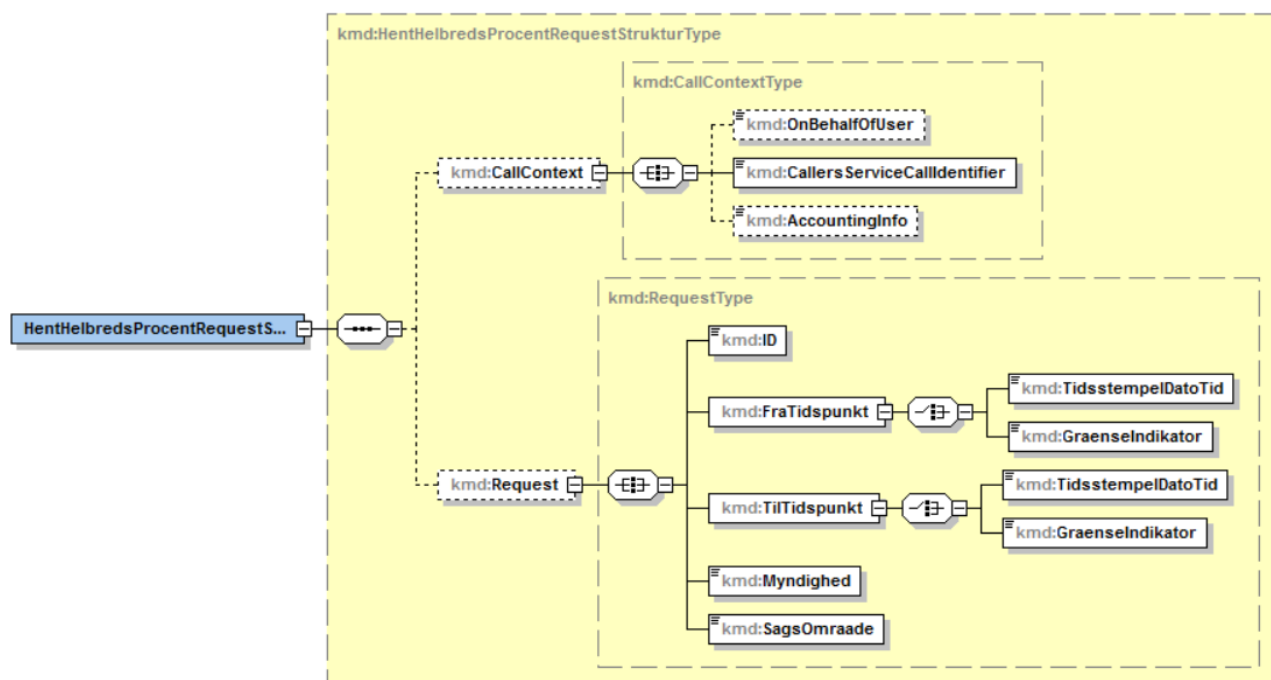 kmd:HentHelbredsProcentRequestStrukturType
kmd:CallContextType
kmd:OnBehalfOfUser
kmd:CallContext
kmd:CallersServiceCallIdentifier
kmd:AccountingInfo
kmd:RequestType
HentHelbredsProcentRequestS...
kmd:ID
kmd:TidsstempelDatoTid
kmd:FraTidspunkt
kmd:GraenseIndikator
kmd:Request
kmd:TidsstempelDatoTid
kmd:TilTidspunkt
kmd:GraenseIndikator
kmd:Myndighed
kmd:SagsOmraade